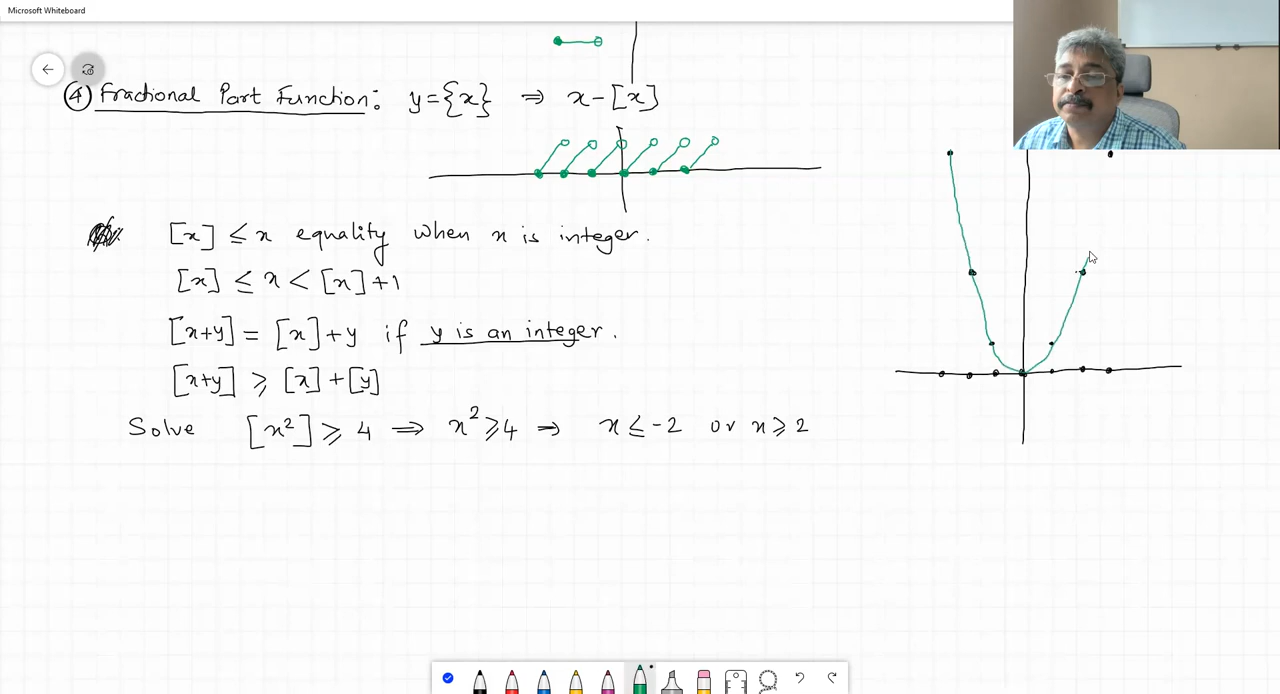 Microsoft Whiteboard
④ Fractional Part Function: y={x} ⇒ x-[x]
[x] ≤ x equality when x is integer.
[x] ≤ x < [x]+1
[x+y] = [x]+y if y is an integer.
[x+y] ≥ [x]+[y]
Solve [x²] ≥ 4 ⇒ x² ≥ 4 ⇒ x ≤ -2 or x ≥ 2